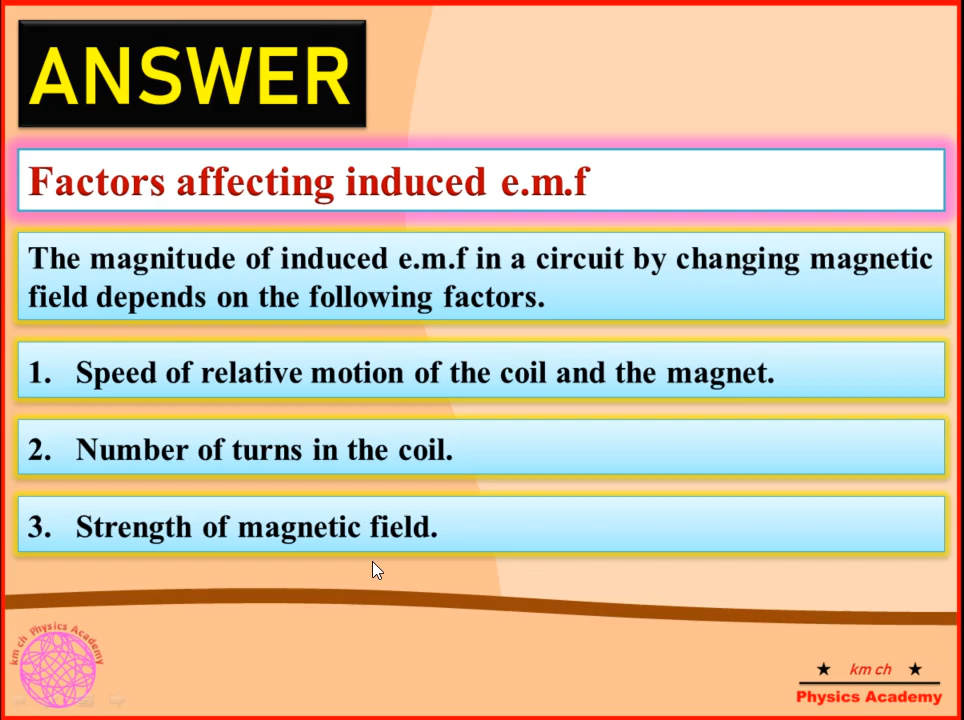 ANSWER
Factors affecting induced e.m.f
The magnitude of induced e.m.f in a circuit by changing magnetic
field depends on the following factors.
1. Speed of relative motion of the coil and the magnet.
2. Number of turns in the coil.
3. Strength of magnetic field.
km ch Physics Academy
★ km ch ★
Physics Academy